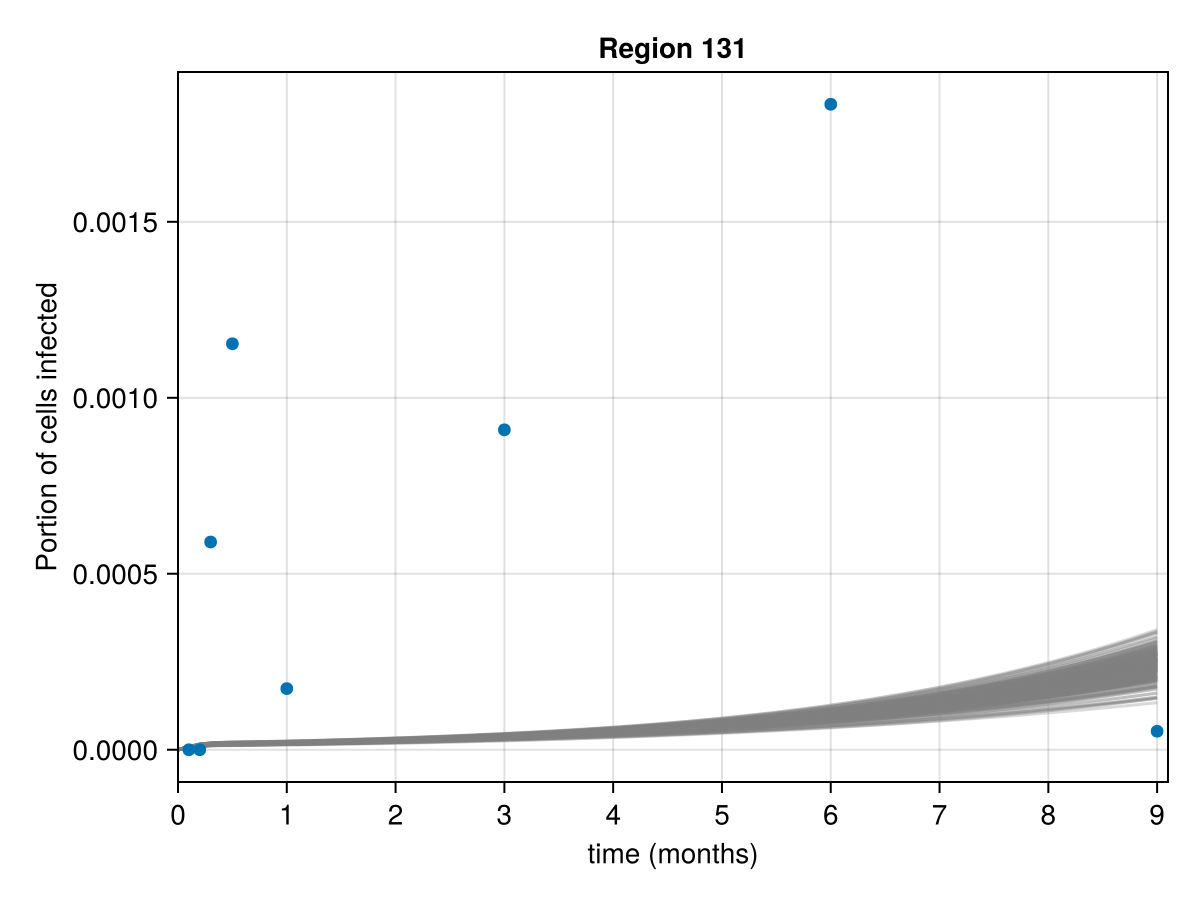 Region 131
Portion of cells infected
0.0015
0.0010
0.0005
0.0000
0 1 2 3 4 5 6 7 8 9
time (months)